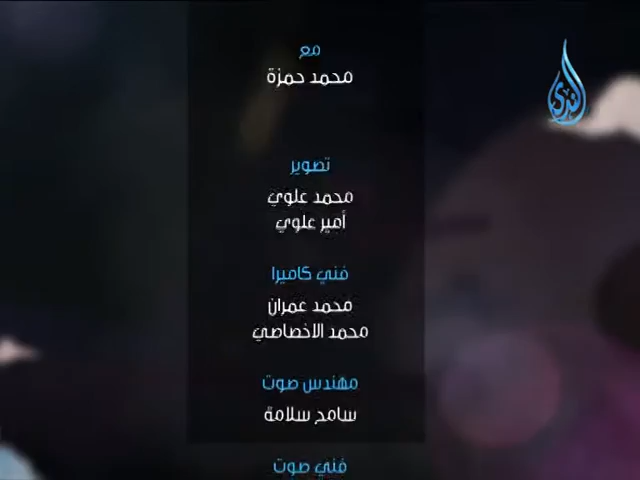 مع
محمد حمزة
الندى
تصوير
محمد علوي
أمير علوي
فني كاميرا
محمد عمران
محمد الاخصاصي
مهندس صوت
سامح سلامة
فني صوت